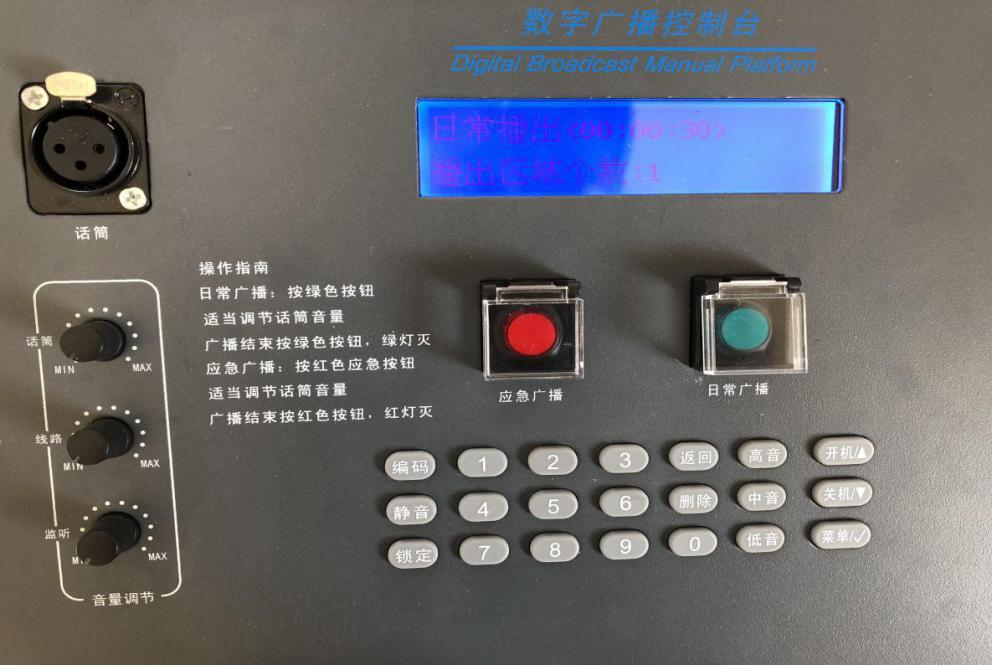 数字广播控制台
Digital Broadcast Manual Platform
日常播出<00:00:30>
播出区域个数:1
PUSH
话筒
操作指南
日常广播：按绿色按钮
适当调节话筒音量
广播结束按绿色按钮，绿灯灭
应急广播：按红色应急按钮
适当调节话筒音量
广播结束按红色按钮，红灯灭
应急广播
日常广播
话筒
MIN MAX
线路
MIN MAX
监听
MIN MAX
音量调节
编码 1 2 3 返回 高音 开机/▲
静音 4 5 6 删除 中音 关机/▼
锁定 7 8 9 0 低音 菜单/✓